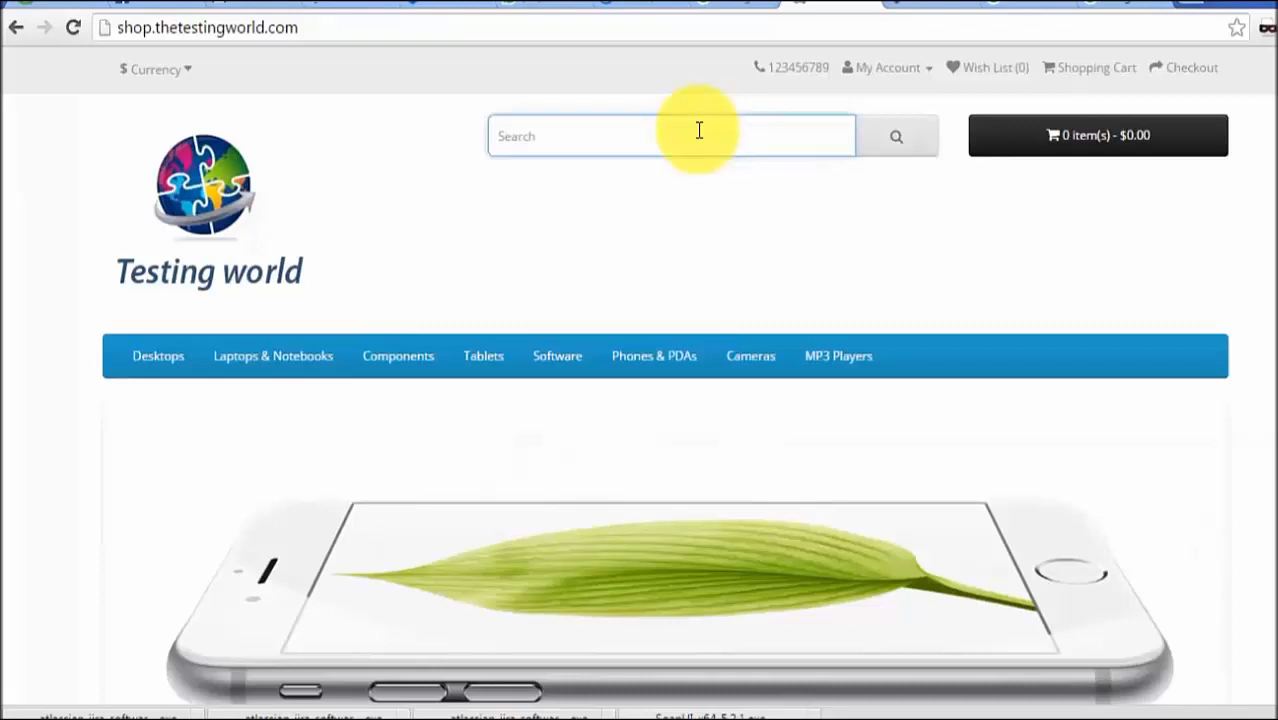 shop.thetestingworld.com
$ Currency
123456789 My Account Wish List (0) Shopping Cart Checkout
Search
0 item(s) - $0.00
Testing world
Desktops Laptops & Notebooks Components Tablets Software Phones & PDAs Cameras MP3 Players